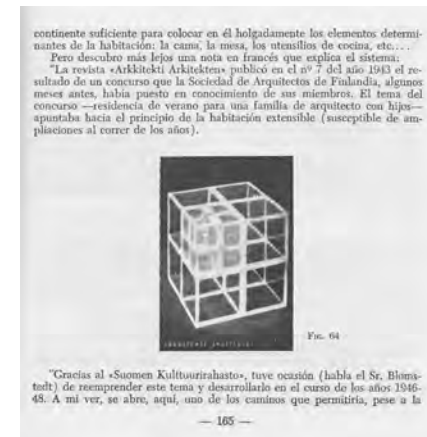 continente suficiente para colocar en él holgadamente los elementos determi-
nantes de la habitación: la cama, la mesa, los utensilios de cocina, etc....
Pero descubro más lejos una nota en francés que explica el sistema:
"La revista «Arkkitekti Arkitekten» publicó en el nº 7 del año 1943 el re-
sultado de un concurso que la Sociedad de Arquitectos de Finlandia, algunos
meses antes, había puesto en conocimiento de sus miembros. El tema del
concurso —residencia de verano para una familia de arquitecto con hijos—
apuntaba hacia el principio de la habitación extensible (susceptible de am-
pliaciones al correr de los años).
Fig. 64
"Gracias al «Suomen Kulttuurirahasto», tuve ocasión (habla el Sr. Bloms-
tedt) de reemprender este tema y desarrollarlo en el curso de los años 1946-
48. A mi ver, se abre, aquí, uno de los caminos que permitiría, pese a la
— 165 —